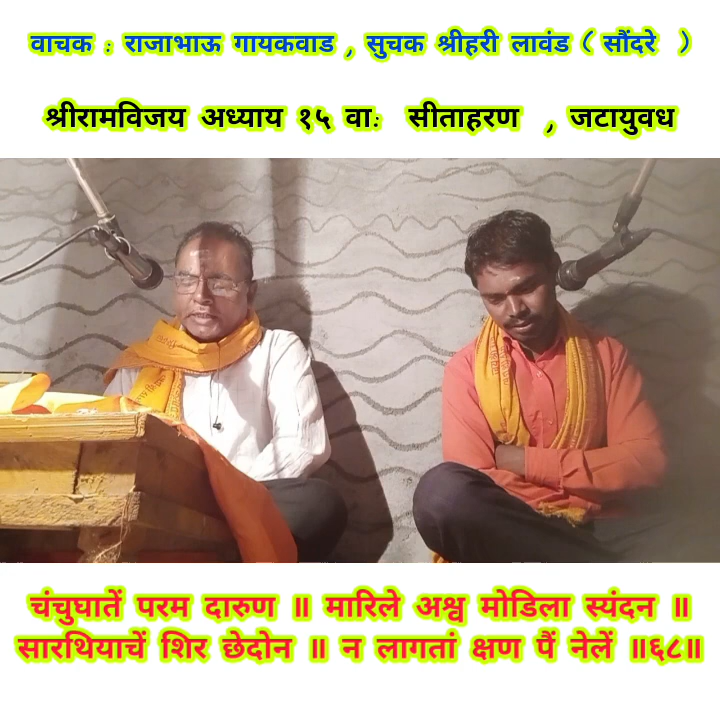 वाचक : राजाभाऊ गायकवाड , सुचक श्रीहरी लावंड ( सौंदरे )
श्रीरामविजय अध्याय १५ वाः सीताहरण , जटायुवध
चंचुघातें परम दारुण ॥ मारिले अश्व मोडिला स्यंदन ॥
सारथियाचें शिर छेदोन ॥ न लागतां क्षण पैं नेलें ॥६८॥